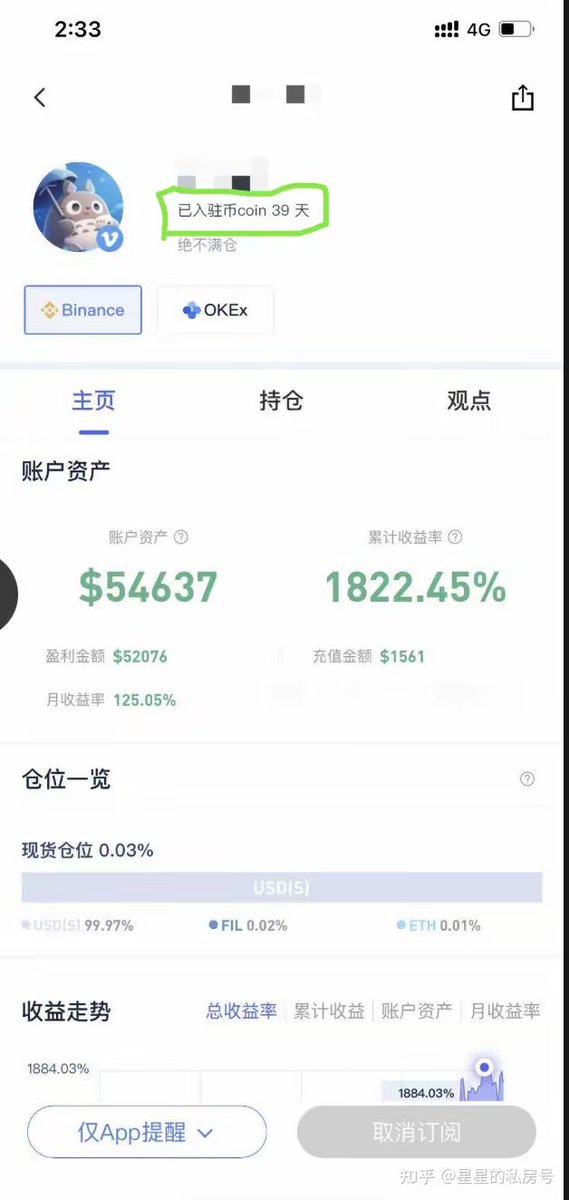 2:33
4G
已入驻币coin 39 天
绝不满仓
Binance
OKEx
主页
持仓
观点
账户资产
账户资产
累计收益率
$54637
1822.45%
盈利金额 $52076
充值金额 $1561
月收益率 125.05%
仓位一览
现货仓位 0.03%
USD(S)
USD(S) 99.97%
FIL 0.02%
ETH 0.01%
收益走势
总收益率
累计收益
账户资产
月收益率
1884.03%
1884.03%
仅App提醒
取消订阅
知乎 @星星的私房号